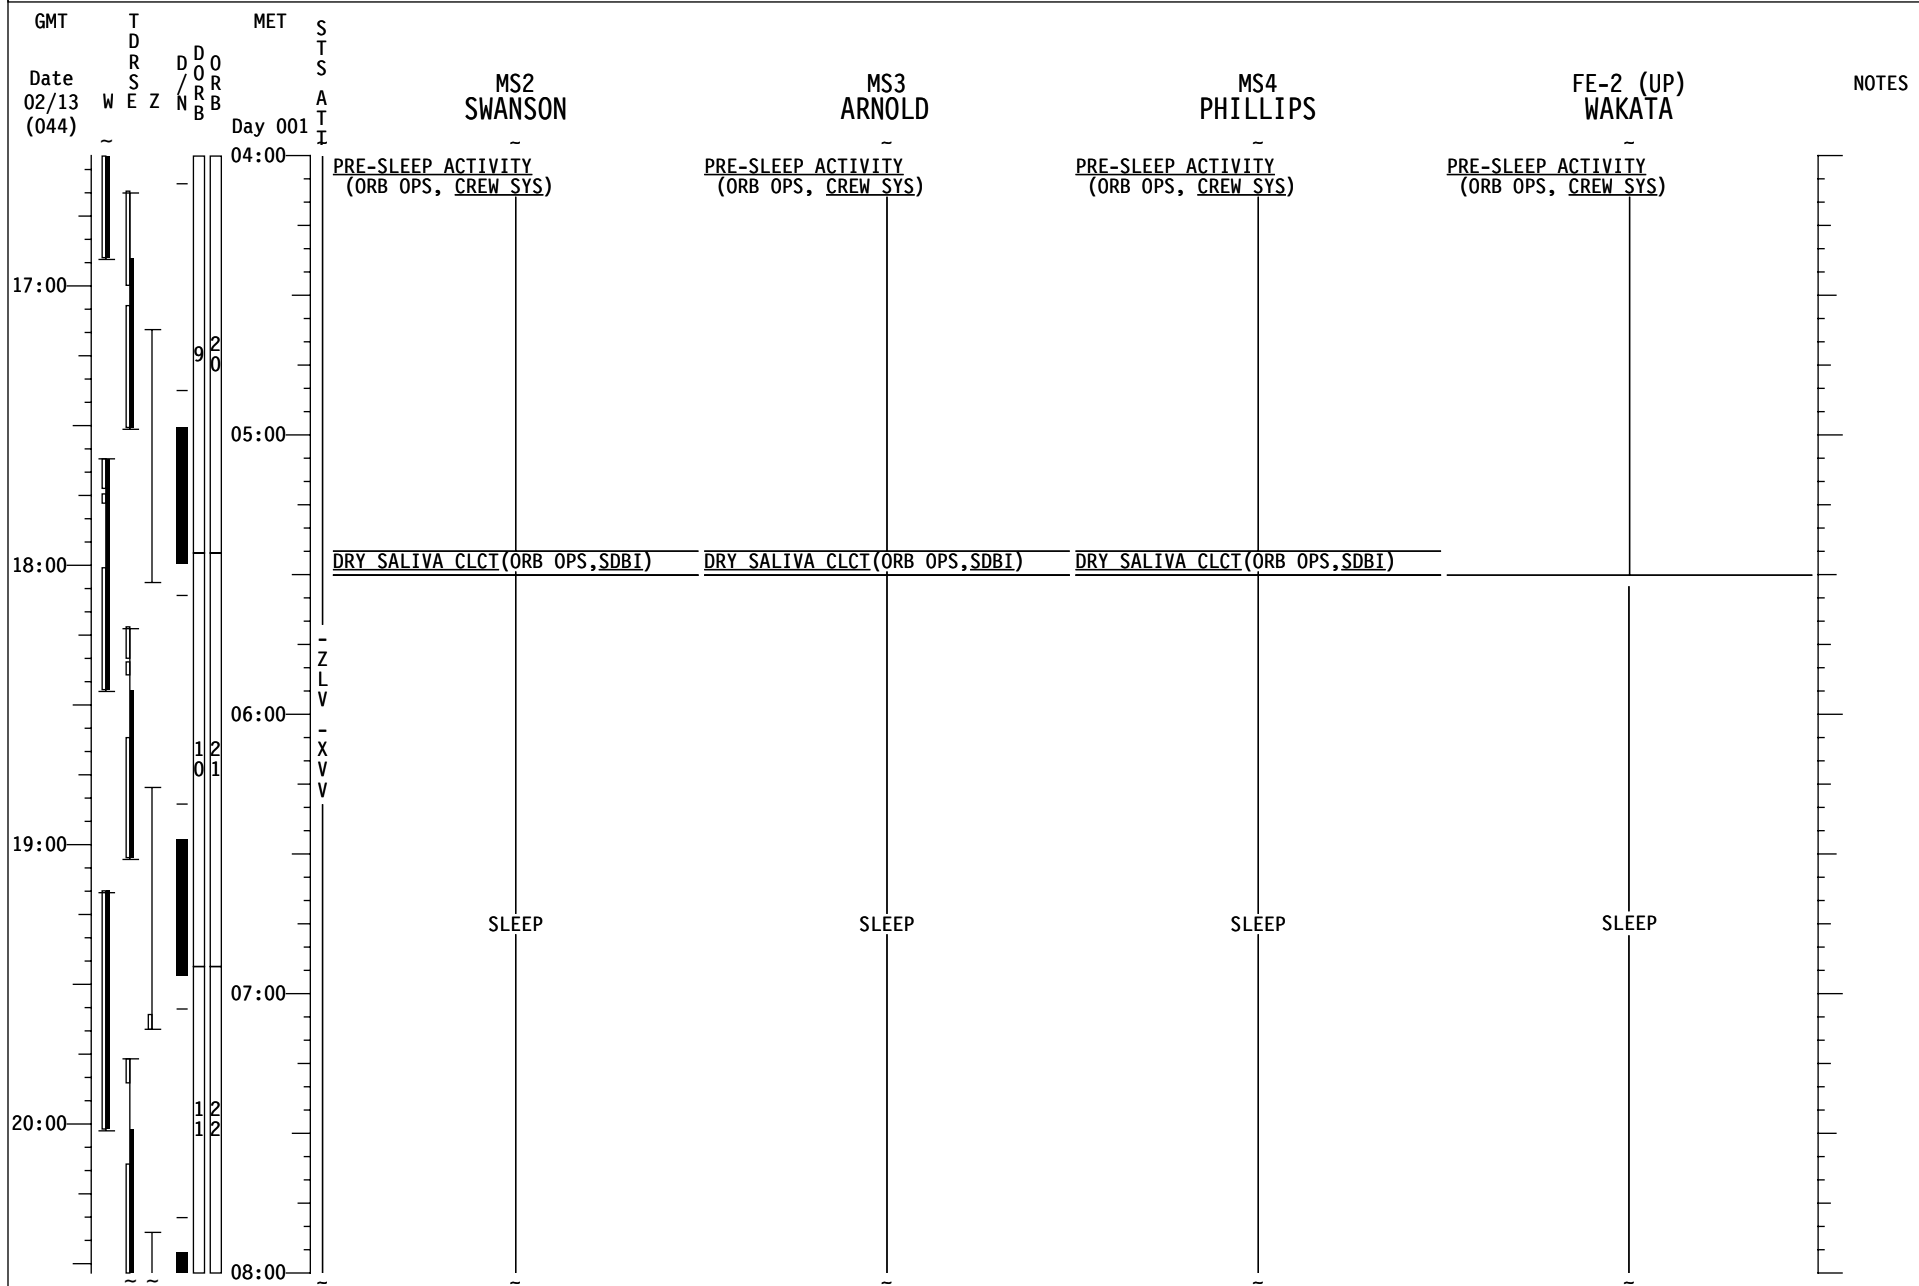 GMT
TDRS
MET
STS ATT
Date
02/13
(044)
W E Z
D/N
DORB
ORB
Day 001
MS2
SWANSON
MS3
ARNOLD
MS4
PHILLIPS
FE-2 (UP)
WAKATA
NOTES
~ ~ ~ ~ ~ ~
04:00
PRE-SLEEP ACTIVITY
(ORB OPS, CREW SYS)
PRE-SLEEP ACTIVITY
(ORB OPS, CREW SYS)
PRE-SLEEP ACTIVITY
(ORB OPS, CREW SYS)
PRE-SLEEP ACTIVITY
(ORB OPS, CREW SYS)
17:00
9 20
05:00
18:00
DRY SALIVA CLCT(ORB OPS,SDBI)
DRY SALIVA CLCT(ORB OPS,SDBI)
DRY SALIVA CLCT(ORB OPS,SDBI)
-ZLV -XVV
06:00
10 21
19:00
SLEEP
SLEEP
SLEEP
SLEEP
07:00
20:00
11 22
08:00
~ ~ ~ ~ ~ ~ ~